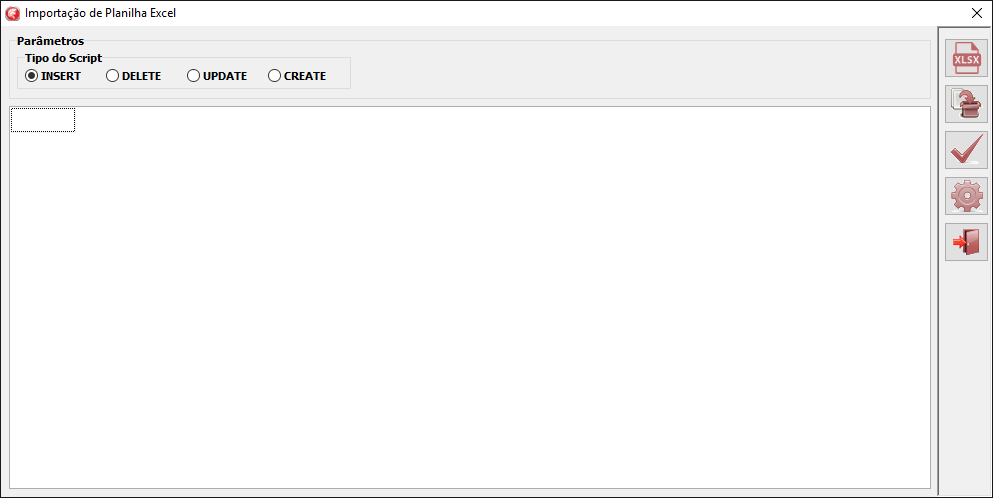 Importação de Planilha Excel
Parâmetros
Tipo do Script
INSERT DELETE UPDATE CREATE
XLSX